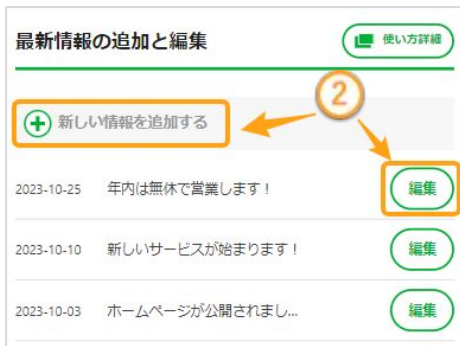 最新情報の追加と編集 使い方詳細
②
新しい情報を追加する
2023-10-25 年内は無休で営業します! 編集
2023-10-10 新しいサービスが始まります! 編集
2023-10-03 ホームページが公開されまし... 編集